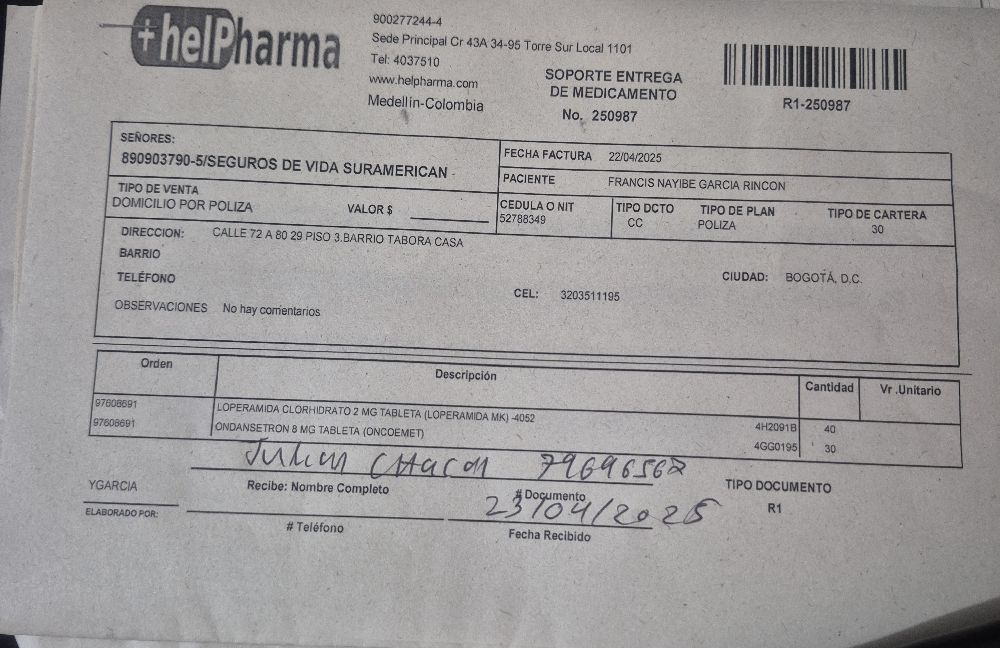 +helPharma
900277244-4
Sede Principal Cr 43A 34-95 Torre Sur Local 1101
Tel: 4037510
www.helpharma.com
Medellín-Colombia
SOPORTE ENTREGA
DE MEDICAMENTO
No. 250987
R1-250987
SEÑORES:
890903790-5/SEGUROS DE VIDA SURAMERICAN
FECHA FACTURA 22/04/2025
PACIENTE FRANCIS NAYIBE GARCIA RINCON
TIPO DE VENTA
DOMICILIO POR POLIZA
VALOR $
CEDULA O NIT
52788349
TIPO DCTO
CC
TIPO DE PLAN
POLIZA
TIPO DE CARTERA
30
DIRECCION: CALLE 72 A 80 29 PISO 3.BARRIO TABORA CASA
BARRIO
TELÉFONO
CEL: 3203511195
CIUDAD: BOGOTÁ, D.C.
OBSERVACIONES No hay comentarios
Orden Descripción Cantidad Vr .Unitario
97608691 LOPERAMIDA CLORHIDRATO 2 MG TABLETA (LOPERAMIDA MK) -4052 4H2091B 40
97608691 ONDANSETRON 8 MG TABLETA (ONCOEMET) 4GG0195 30
Julian CHacon 79696567
YGARCIA
Recibe: Nombre Completo
# Documento
TIPO DOCUMENTO
R1
ELABORADO POR:
# Teléfono
23/04/2025
Fecha Recibido